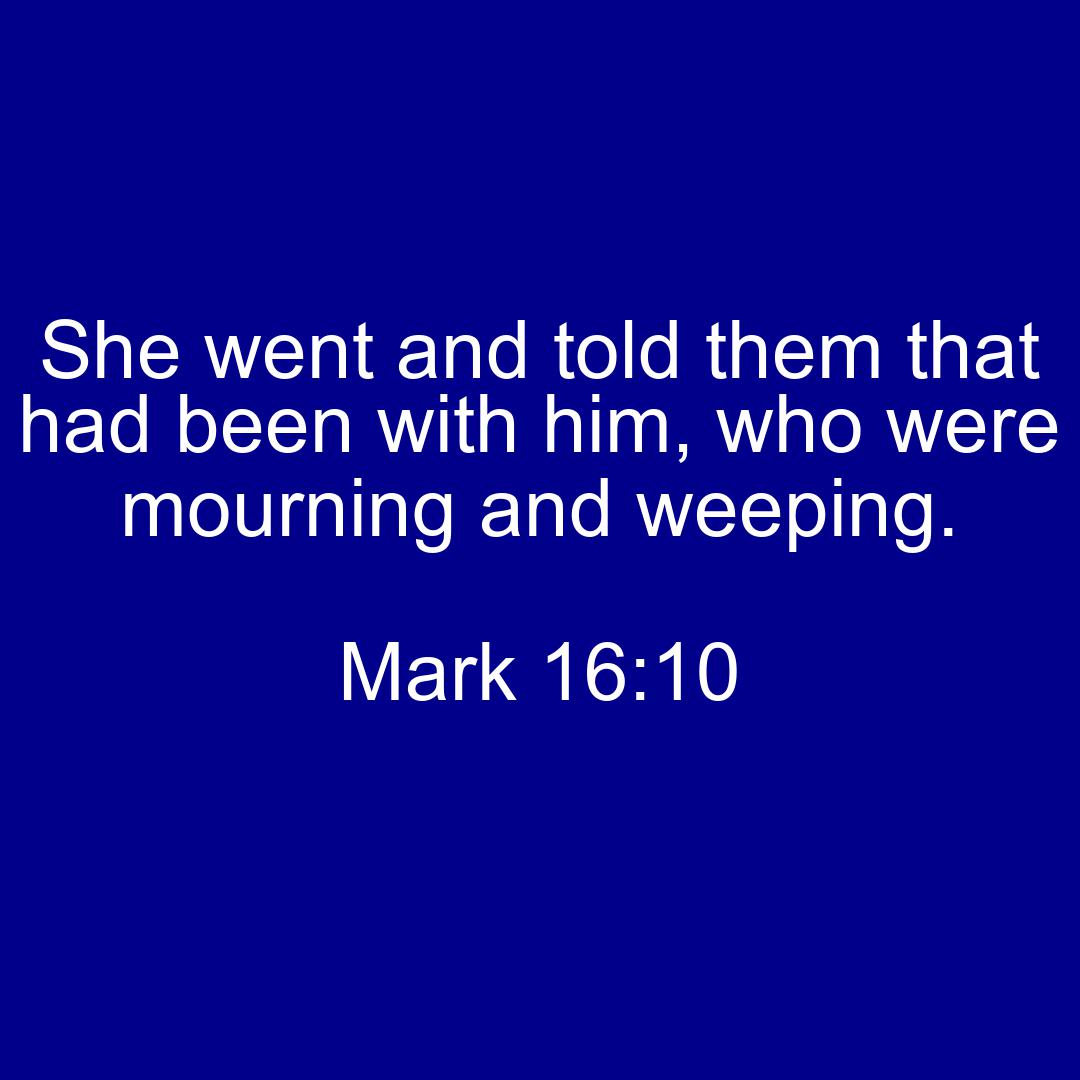 She went and told them that
had been with him, who were
mourning and weeping.
Mark 16:10